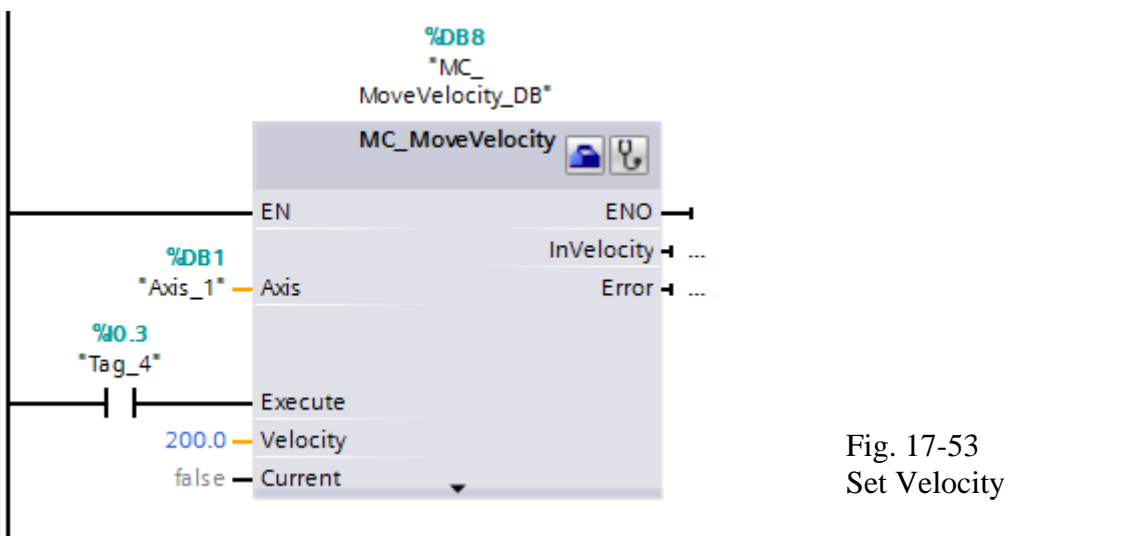 %DB8
"MC_
MoveVelocity_DB"
MC_MoveVelocity
EN ENO
InVelocity ...
%DB1
"Axis_1" Axis Error ...
%I0.3
"Tag_4"
Execute
200.0 Velocity
false Current
Fig. 17-53
Set Velocity